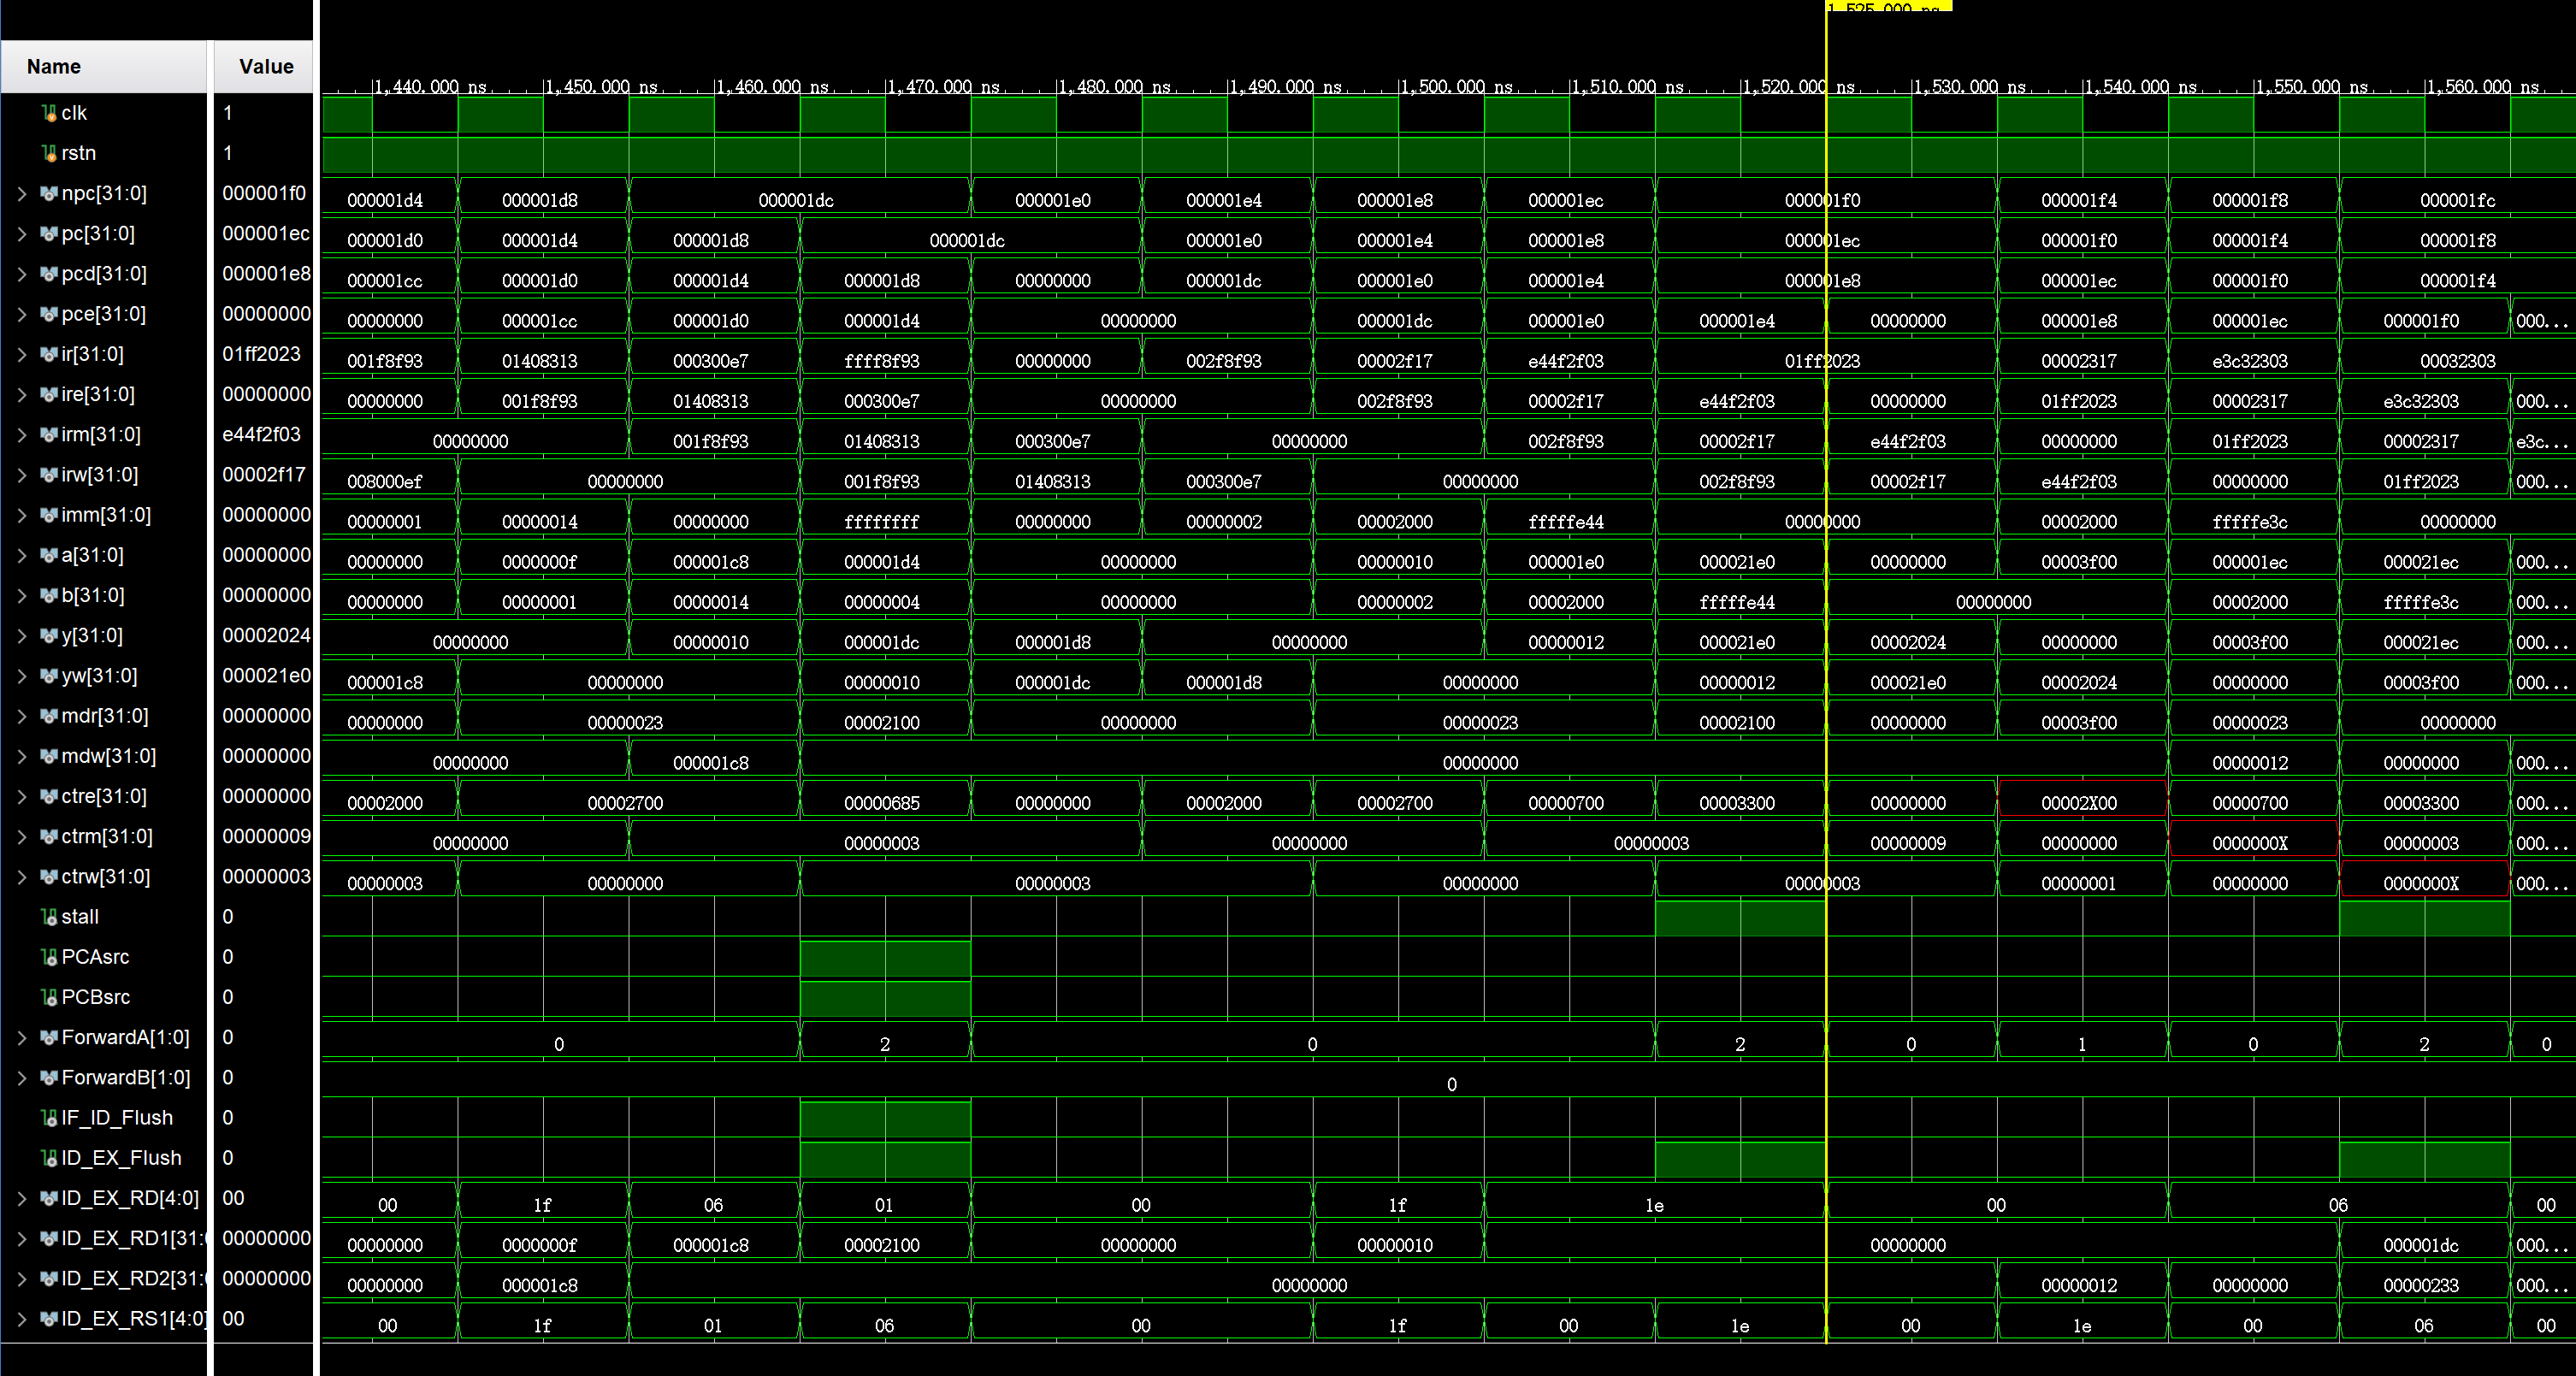 1,525.000 ns
Name Value
1,440.000 ns 1,450.000 ns 1,460.000 ns 1,470.000 ns 1,480.000 ns 1,490.000 ns 1,500.000 ns 1,510.000 ns 1,520.000 ns 1,530.000 ns 1,540.000 ns 1,550.000 ns 1,560.000 ns
clk 1
rstn 1
npc[31:0] 000001f0 000001d4 000001d8 000001dc 000001e0 000001e4 000001e8 000001ec 000001f0 000001f4 000001f8 000001fc
pc[31:0] 000001ec 000001d0 000001d4 000001d8 000001dc 000001e0 000001e4 000001e8 000001ec 000001f0 000001f4 000001f8
pcd[31:0] 000001e8 000001cc 000001d0 000001d4 000001d8 00000000 000001dc 000001e0 000001e4 000001e8 000001ec 000001f0 000001f4
pce[31:0] 00000000 00000000 000001cc 000001d0 000001d4 00000000 000001dc 000001e0 000001e4 00000000 000001e8 000001ec 000001f0 000...
ir[31:0] 01ff2023 001f8f93 01408313 000300e7 ffff8f93 00000000 002f8f93 00002f17 e44f2f03 01ff2023 00002317 e3c32303 00032303
ire[31:0] 00000000 00000000 001f8f93 01408313 000300e7 00000000 002f8f93 00002f17 e44f2f03 00000000 01ff2023 00002317 e3c32303 000...
irm[31:0] e44f2f03 00000000 001f8f93 01408313 000300e7 00000000 002f8f93 00002f17 e44f2f03 00000000 01ff2023 00002317 e3c...
irw[31:0] 00002f17 008000ef 00000000 001f8f93 01408313 000300e7 00000000 002f8f93 00002f17 e44f2f03 00000000 01ff2023 000...
imm[31:0] 00000000 00000001 00000014 00000000 ffffffff 00000000 00000002 00002000 fffffe44 00000000 00002000 fffffe3c 00000000
a[31:0] 00000000 00000000 0000000f 000001c8 000001d4 00000000 00000010 000001e0 000021e0 00000000 00003f00 000001ec 000021ec 000...
b[31:0] 00000000 00000000 00000001 00000014 00000004 00000000 00000002 00002000 fffffe44 00000000 00002000 fffffe3c 000...
y[31:0] 00002024 00000000 00000010 000001dc 000001d8 00000000 00000012 000021e0 00002024 00000000 00003f00 000021ec 000...
yw[31:0] 000021e0 000001c8 00000000 00000010 000001dc 000001d8 00000000 00000012 000021e0 00002024 00000000 00003f00 000...
mdr[31:0] 00000000 00000000 00000023 00002100 00000000 00000023 00002100 00000000 00003f00 00000023 00000000
mdw[31:0] 00000000 00000000 000001c8 00000000 00000012 00000000 000...
ctre[31:0] 00000000 00002000 00002700 00000685 00000000 00002000 00002700 00000700 00003300 00000000 00002X00 00000700 00003300 000...
ctrm[31:0] 00000009 00000000 00000003 00000000 00000003 00000009 00000000 0000000X 00000003 000...
ctrw[31:0] 00000003 00000003 00000000 00000003 00000000 00000003 00000001 00000000 0000000X 000...
stall 0
PCAsrc 0
PCBsrc 0
ForwardA[1:0] 0 0 2 0 2 0 1 0 2 0
ForwardB[1:0] 0 0
IF_ID_Flush 0
ID_EX_Flush 0
ID_EX_RD[4:0] 00 00 1f 06 01 00 1f 1e 00 06 00
ID_EX_RD1[31: 00000000 00000000 0000000f 000001c8 00002100 00000000 00000010 00000000 000001dc 000...
ID_EX_RD2[31: 00000000 00000000 000001c8 00000000 00000012 00000000 00000233 000...
ID_EX_RS1[4:0] 00 00 1f 01 06 00 1f 00 1e 00 1e 00 06 00